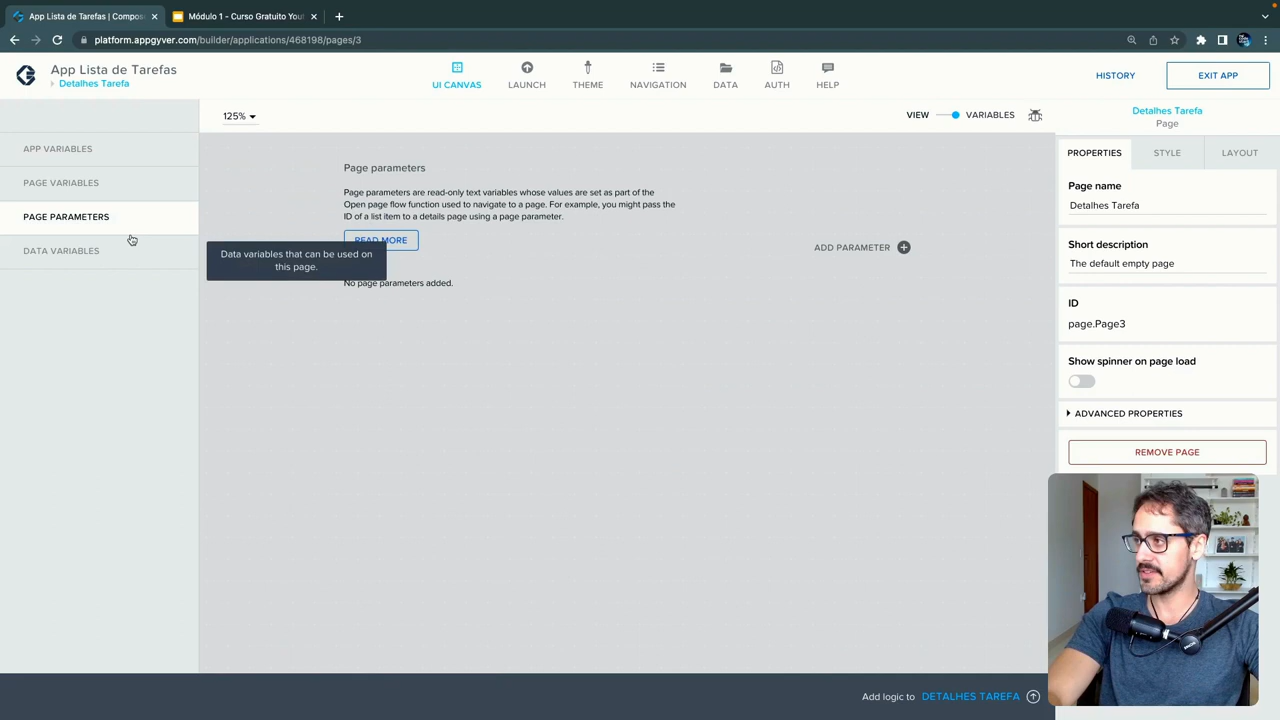 App Lista de Tarefas | Compos
Módulo 1 - Curso Gratuito Yout
platform.appgyver.com/builder/applications/468198/pages/3
App Lista de Tarefas
Detalhes Tarefa
UI CANVAS
LAUNCH
THEME
NAVIGATION
DATA
AUTH
HELP
HISTORY
EXIT APP
125%
VIEW
VARIABLES
APP VARIABLES
PAGE VARIABLES
PAGE PARAMETERS
DATA VARIABLES
Page parameters
Page parameters are read-only text variables whose values are set as part of the
Open page flow function used to navigate to a page. For example, you might pass the
ID of a list item to a details page using a page parameter.
READ MORE
Data variables that can be used on
this page.
ADD PARAMETER
No page parameters added.
Detalhes Tarefa
Page
PROPERTIES
STYLE
LAYOUT
Page name
Detalhes Tarefa
Short description
The default empty page
ID
page.Page3
Show spinner on page load
ADVANCED PROPERTIES
REMOVE PAGE
Add logic to DETALHES TAREFA